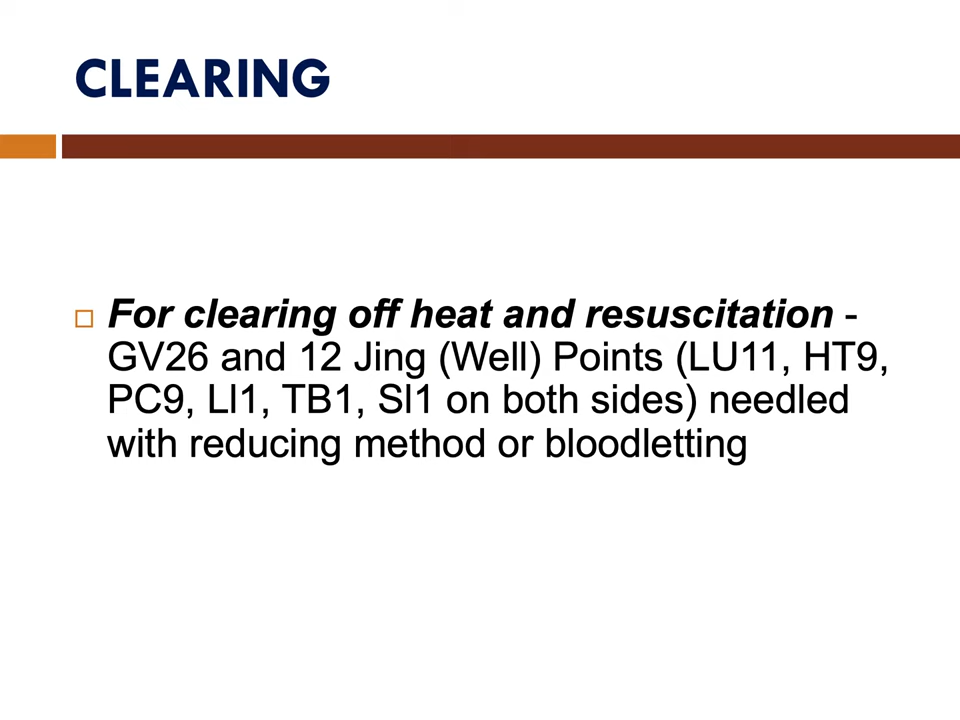 CLEARING
For clearing off heat and resuscitation -
GV26 and 12 Jing (Well) Points (LU11, HT9,
PC9, LI1, TB1, SI1 on both sides) needled
with reducing method or bloodletting